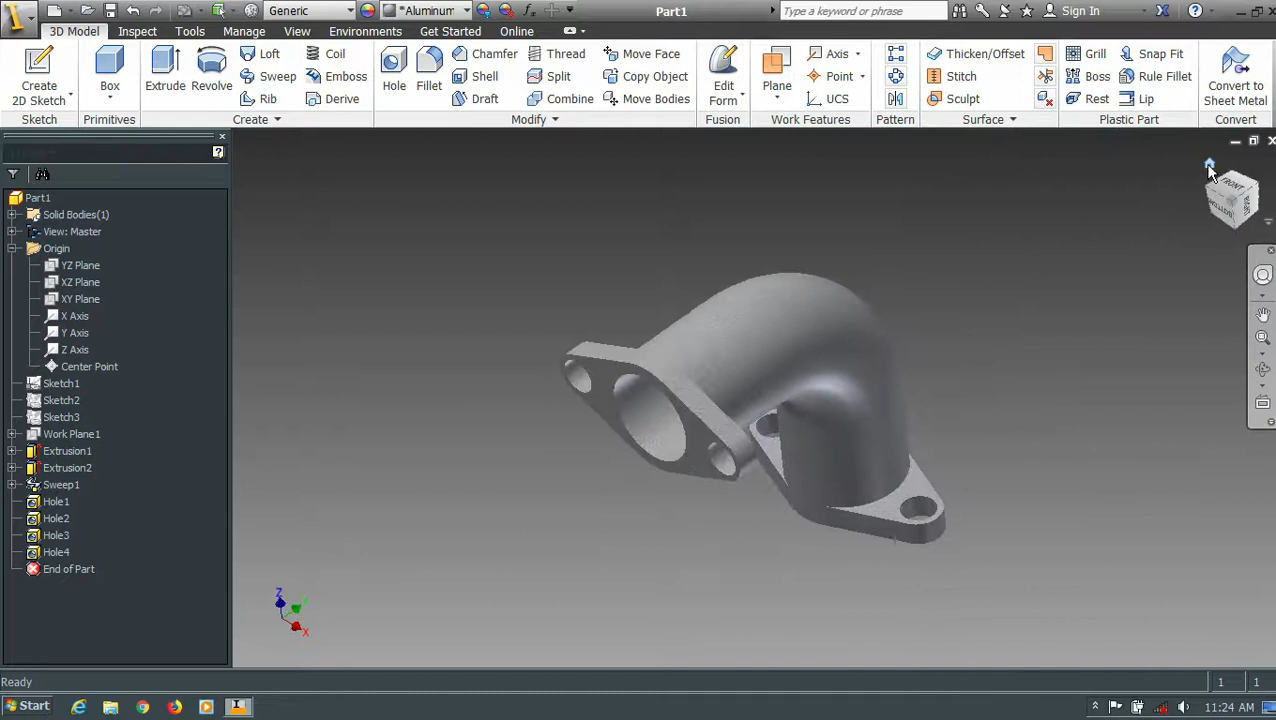 Generic
*Aluminum
Part1
Type a keyword or phrase
Sign In
3D Model Inspect Tools Manage View Environments Get Started Online
Create 2D Sketch
Box
Extrude
Revolve
Loft
Sweep
Rib
Coil
Emboss
Derive
Hole
Fillet
Chamfer
Shell
Draft
Thread
Split
Combine
Move Face
Copy Object
Move Bodies
Edit Form
Plane
Axis
Point
UCS
Thicken/Offset
Stitch
Sculpt
Grill
Boss
Rest
Snap Fit
Rule Fillet
Lip
Convert to Sheet Metal
Sketch Primitives Create Modify Fusion Work Features Pattern Surface Plastic Part Convert
Part1
Solid Bodies(1)
View: Master
Origin
YZ Plane
XZ Plane
XY Plane
X Axis
Y Axis
Z Axis
Center Point
Sketch1
Sketch2
Sketch3
Work Plane1
Extrusion1
Extrusion2
Sweep1
Hole1
Hole2
Hole3
Hole4
End of Part
FRONT
BOTTOM
Z
Y
X
Ready
1 1
Start
11:24 AM